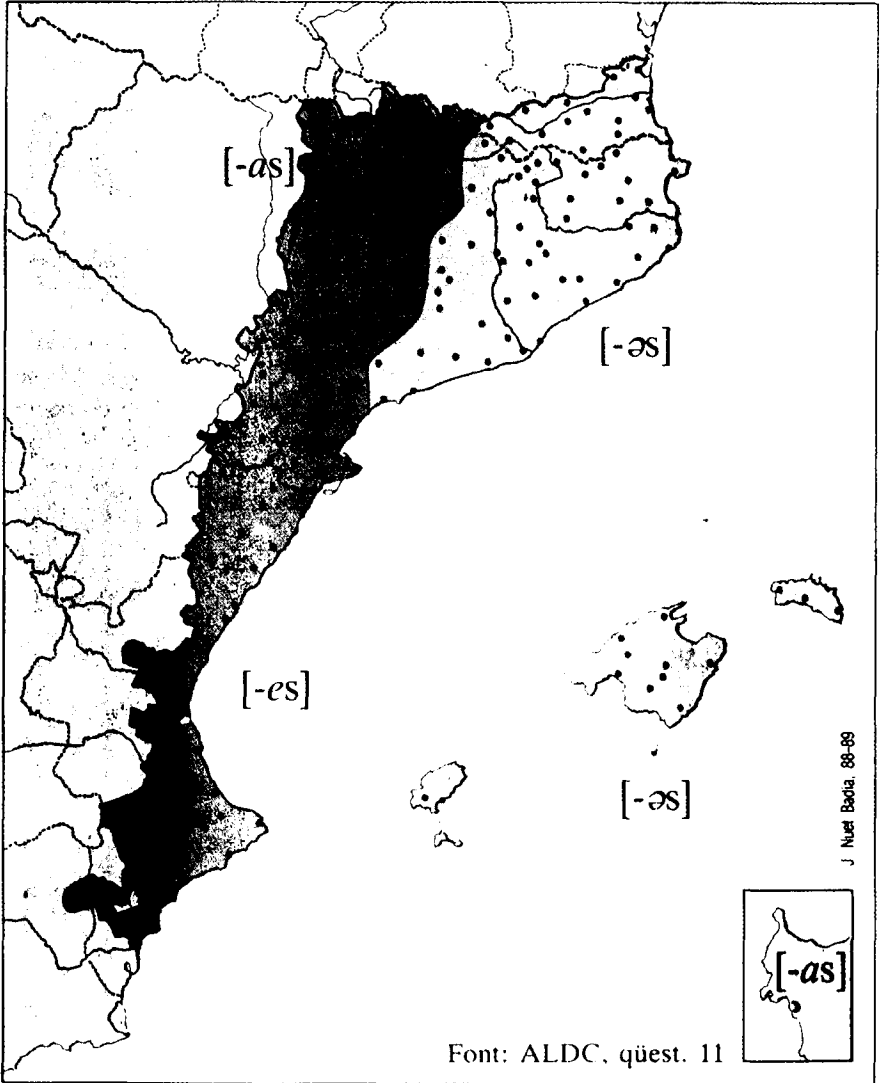 [-as]
[-əs]
[-es]
[-əs]
J Nuet Badia, 88-89
[-as]
Font: ALDC, qüest. 11